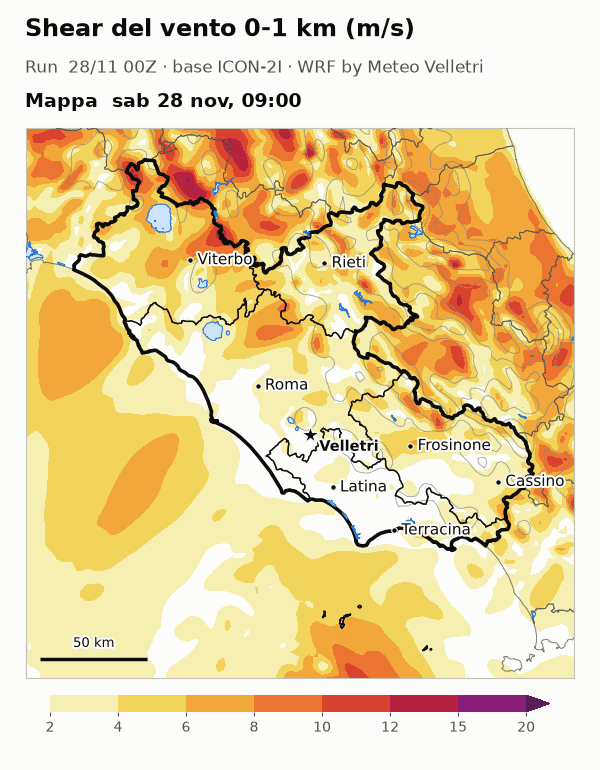 Shear del vento 0-1 km (m/s)
Run  28/11 00Z · base ICON-2I · WRF by Meteo Velletri
Mappa  sab 28 nov, 09:00
Viterbo
Rieti
Roma
Velletri
Frosinone
Cassino
Latina
Terracina
50 km
2 4 6 8 10 12 15 20